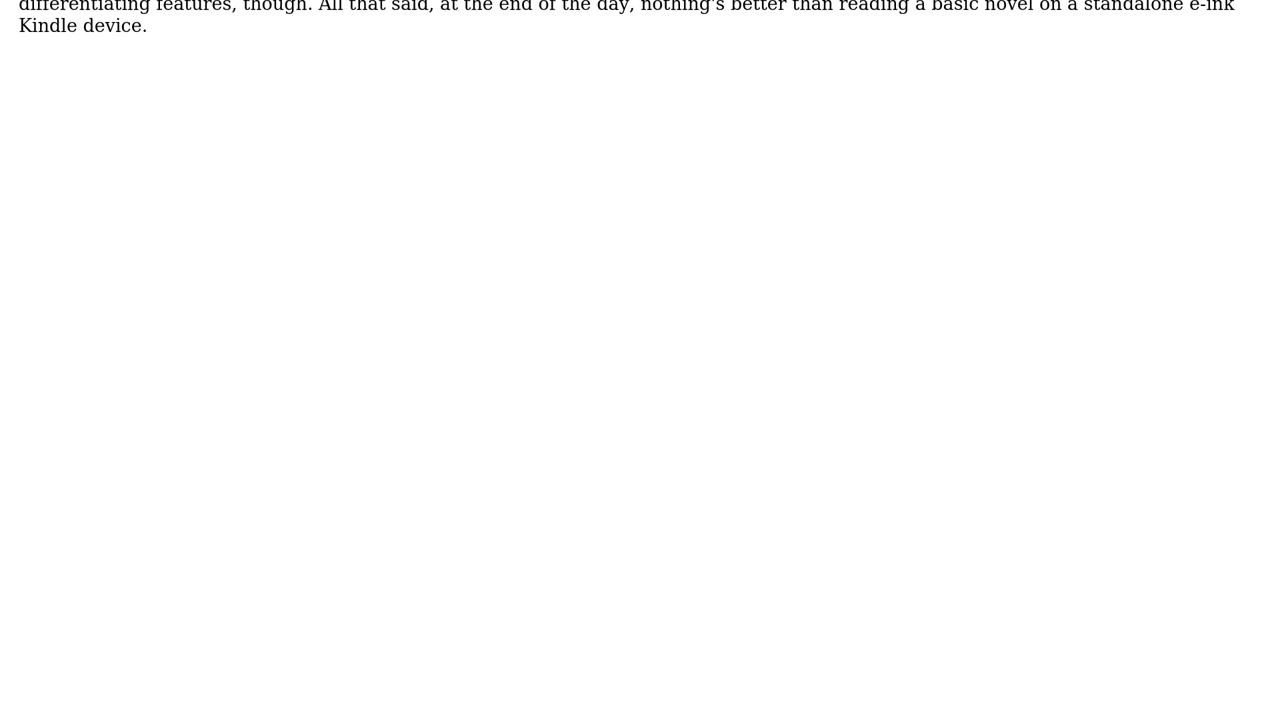 differentiating features, though. All that said, at the end of the day, nothing's better than reading a basic novel on a standalone e-ink
Kindle device.